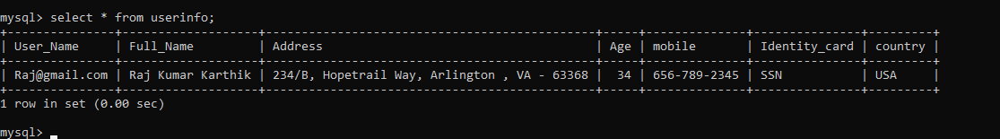 mysql> select * from userinfo;
+---------------+-------------------+----------------------------------------------+-----+--------------+---------------+---------+
| User_Name | Full_Name | Address | Age | mobile | Identity_card | country |
+---------------+-------------------+----------------------------------------------+-----+--------------+---------------+---------+
| Raj@gmail.com | Raj Kumar Karthik | 234/B, Hopetrail Way, Arlington , VA - 63368 | 34 | 656-789-2345 | SSN | USA |
+---------------+-------------------+----------------------------------------------+-----+--------------+---------------+---------+
1 row in set (0.00 sec)
mysql>